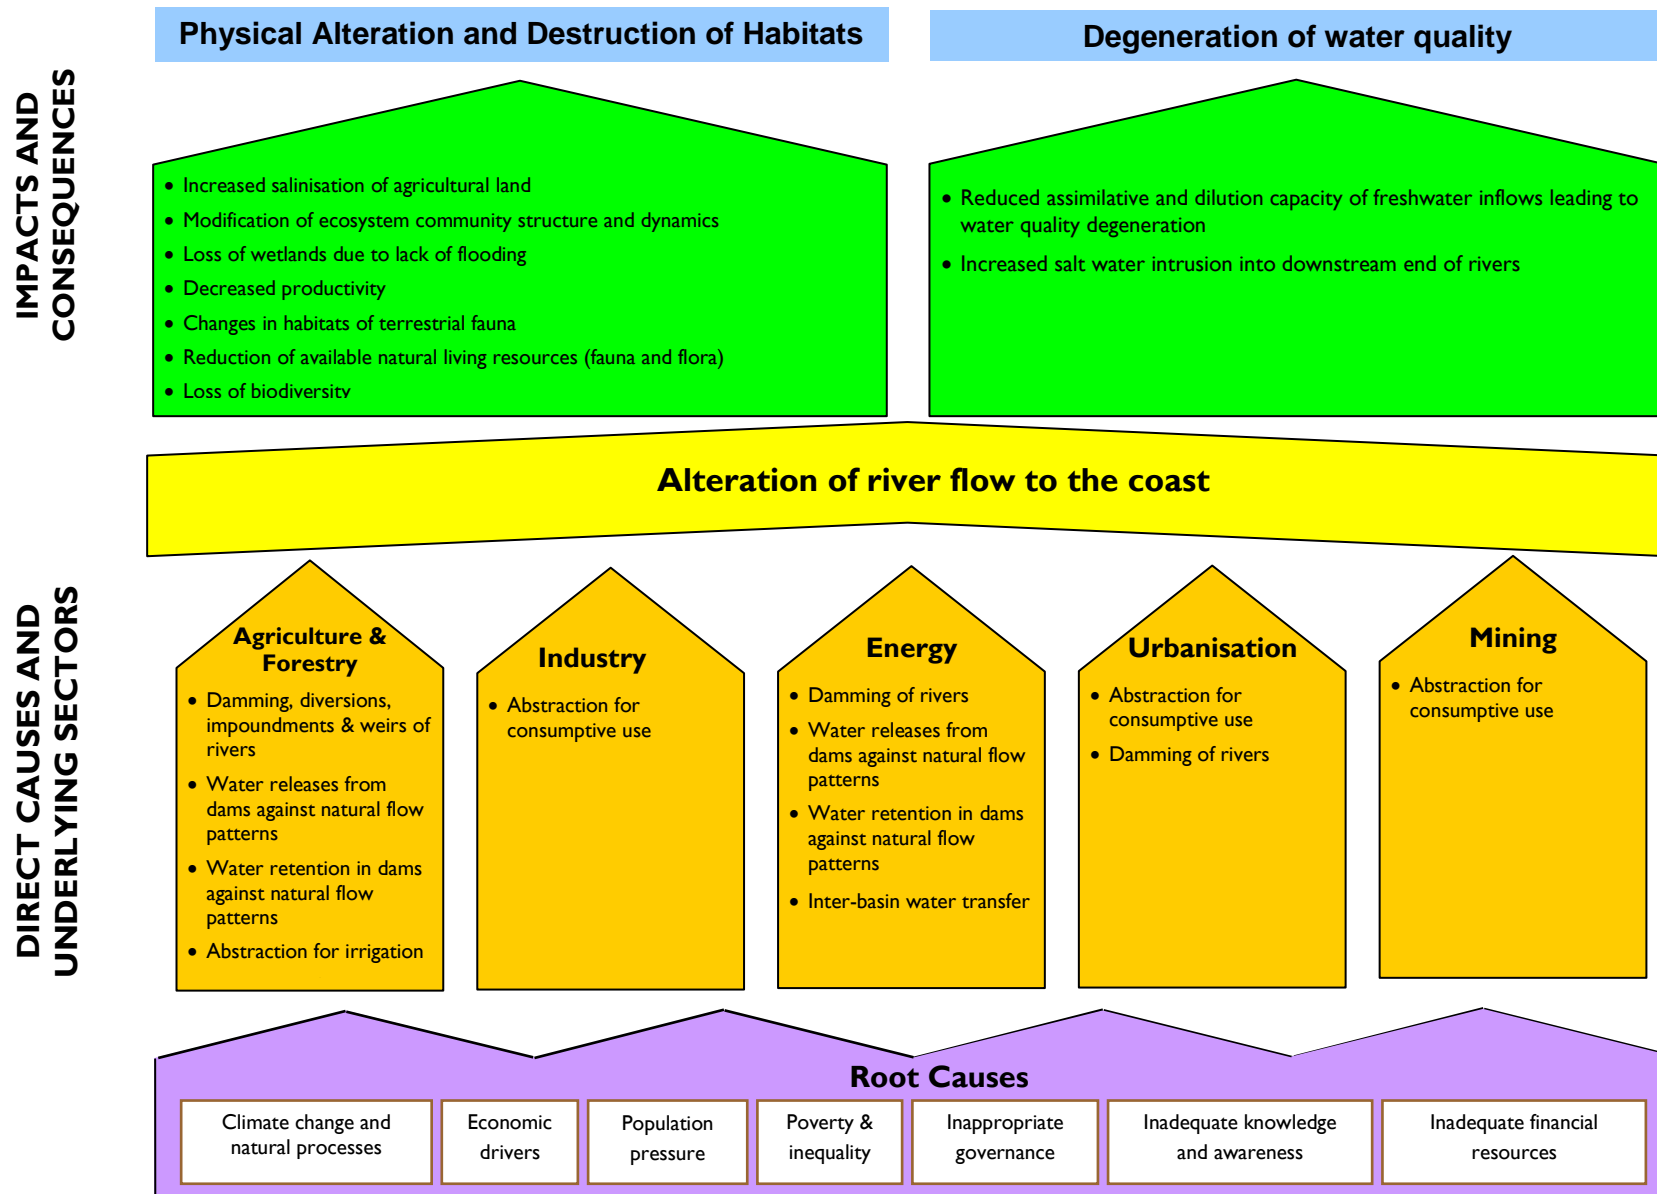 Physical Alteration and Destruction of Habitats
Degeneration of water quality
IMPACTS AND
CONSEQUENCES
• Increased salinisation of agricultural land
• Modification of ecosystem community structure and dynamics
• Loss of wetlands due to lack of flooding
• Decreased productivity
• Changes in habitats of terrestrial fauna
• Reduction of available natural living resources (fauna and flora)
• Loss of biodiversity
• Reduced assimilative and dilution capacity of freshwater inflows leading to
water quality degeneration
• Increased salt water intrusion into downstream end of rivers
Alteration of river flow to the coast
DIRECT CAUSES AND
UNDERLYING SECTORS
Agriculture &
Forestry
• Damming, diversions,
impoundments & weirs of
rivers
• Water releases from
dams against natural flow
patterns
• Water retention in dams
against natural flow
patterns
• Abstraction for irrigation
Industry
• Abstraction for
consumptive use
Energy
• Damming of rivers
• Water releases from
dams against natural flow
patterns
• Water retention in dams
against natural flow
patterns
• Inter-basin water transfer
Urbanisation
• Abstraction for
consumptive use
• Damming of rivers
Mining
• Abstraction for
consumptive use
Root Causes
Climate change and
natural processes
Economic
drivers
Population
pressure
Poverty &
inequality
Inappropriate
governance
Inadequate knowledge
and awareness
Inadequate financial
resources